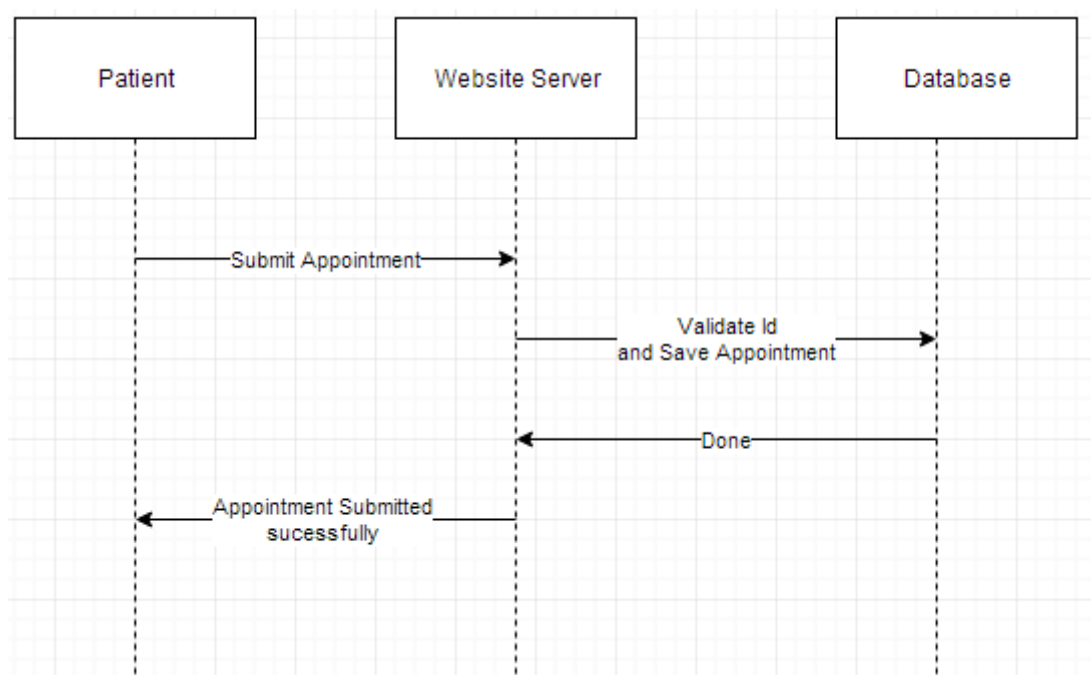 Patient
Website Server
Database
Submit Appointment
Validate Id
and Save Appointment
Done
Appointment Submitted
sucessfully